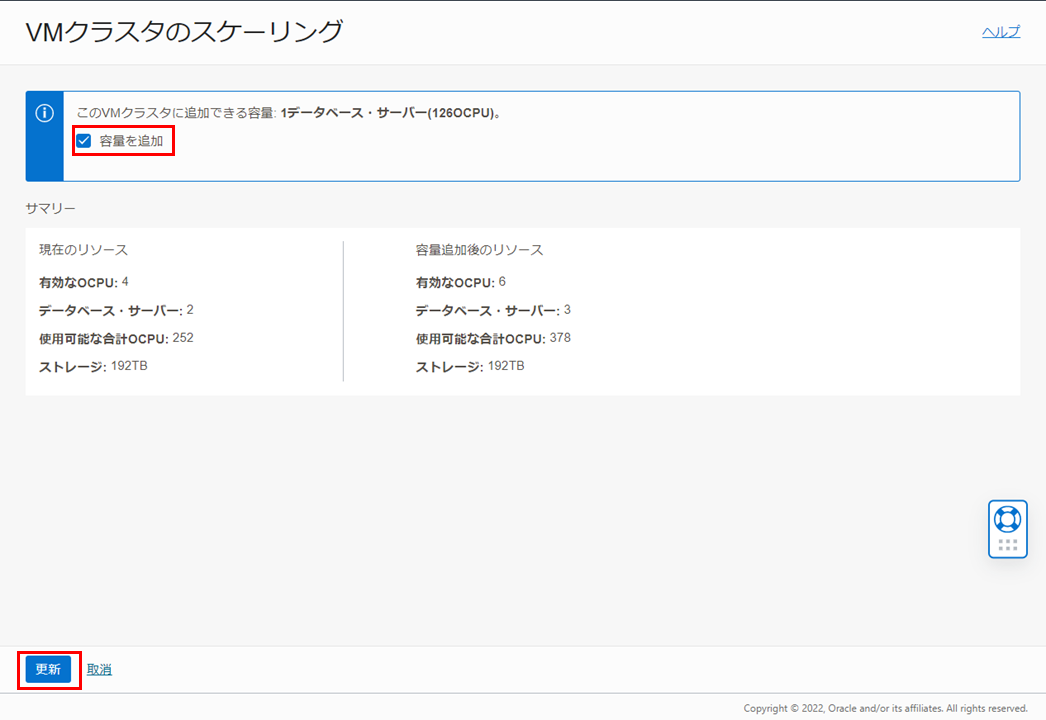 VMクラスタのスケーリング
ヘルプ
このVMクラスタに追加できる容量: 1データベース・サーバー(126OCPU)。
容量を追加
サマリー
現在のリソース
有効なOCPU: 4
データベース・サーバー: 2
使用可能な合計OCPU: 252
ストレージ: 192TB
容量追加後のリソース
有効なOCPU: 6
データベース・サーバー: 3
使用可能な合計OCPU: 378
ストレージ: 192TB
更新 取消
Copyright © 2022, Oracle and/or its affiliates. All rights reserved.